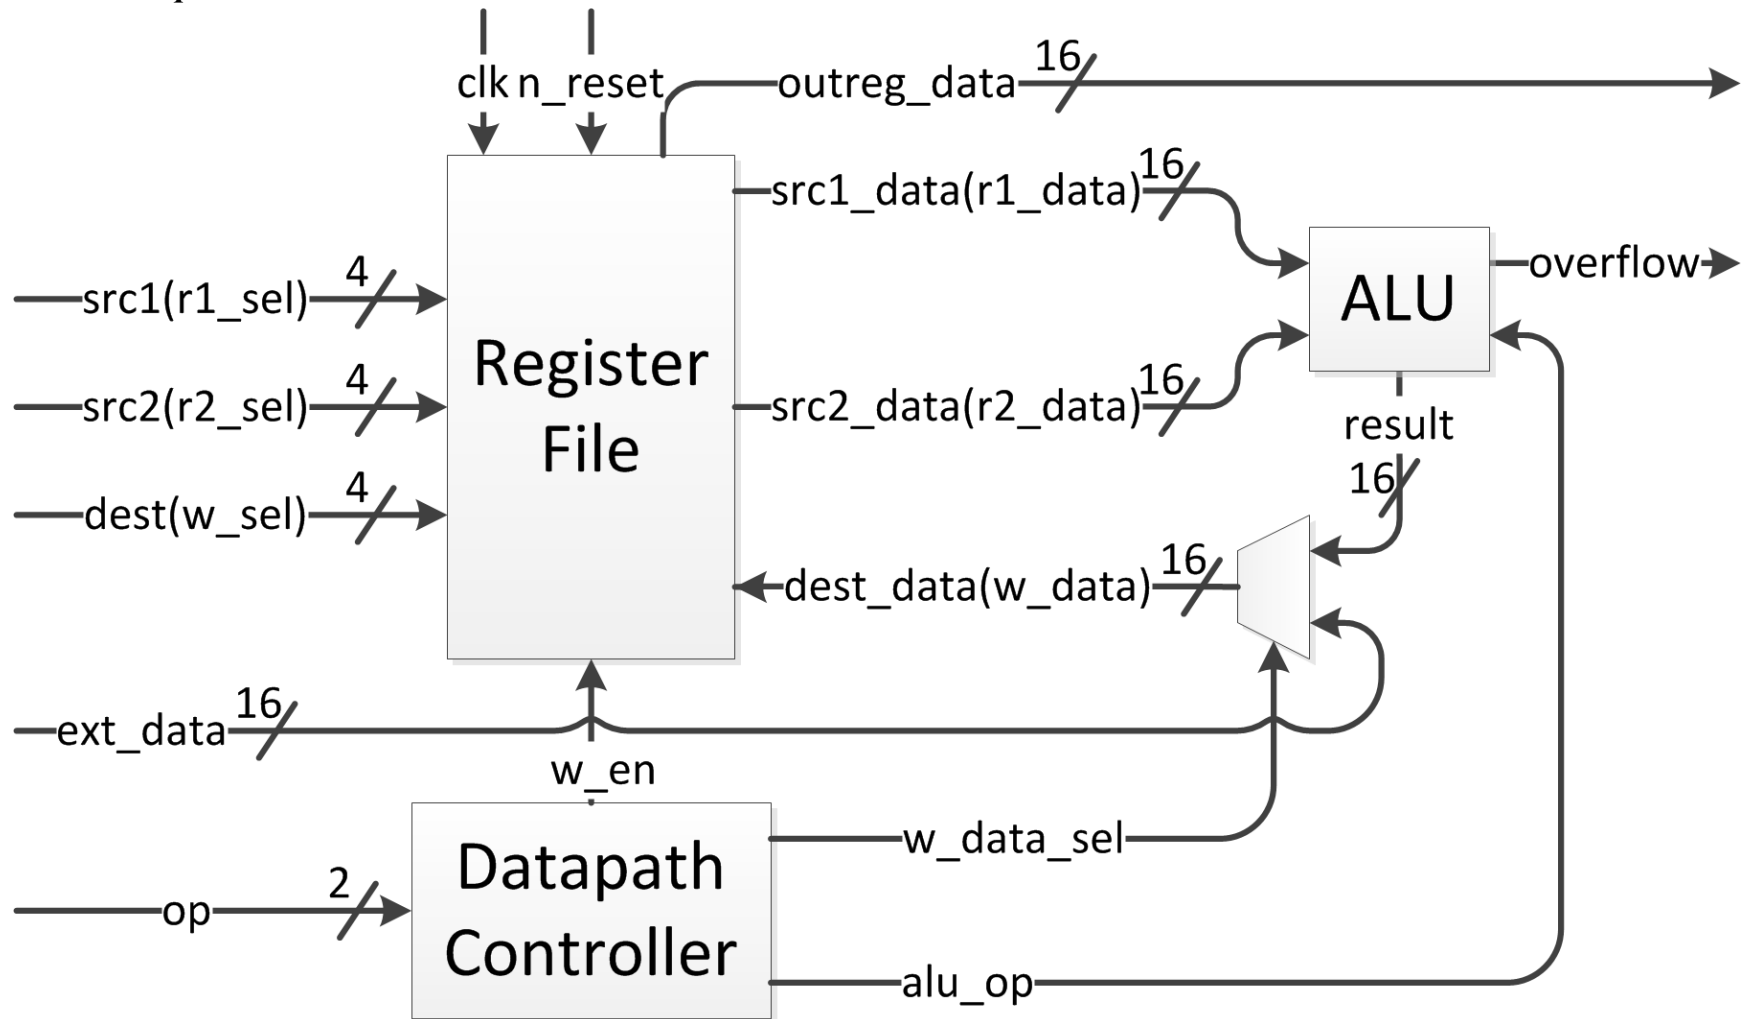 clk n_reset
outreg_data
16
src1_data(r1_data)
16
src1(r1_sel)
4
Register
File
ALU
overflow
src2(r2_sel)
4
src2_data(r2_data)
16
result
16
dest(w_sel)
4
dest_data(w_data)
16
ext_data
16
w_en
Datapath
Controller
w_data_sel
op
2
alu_op